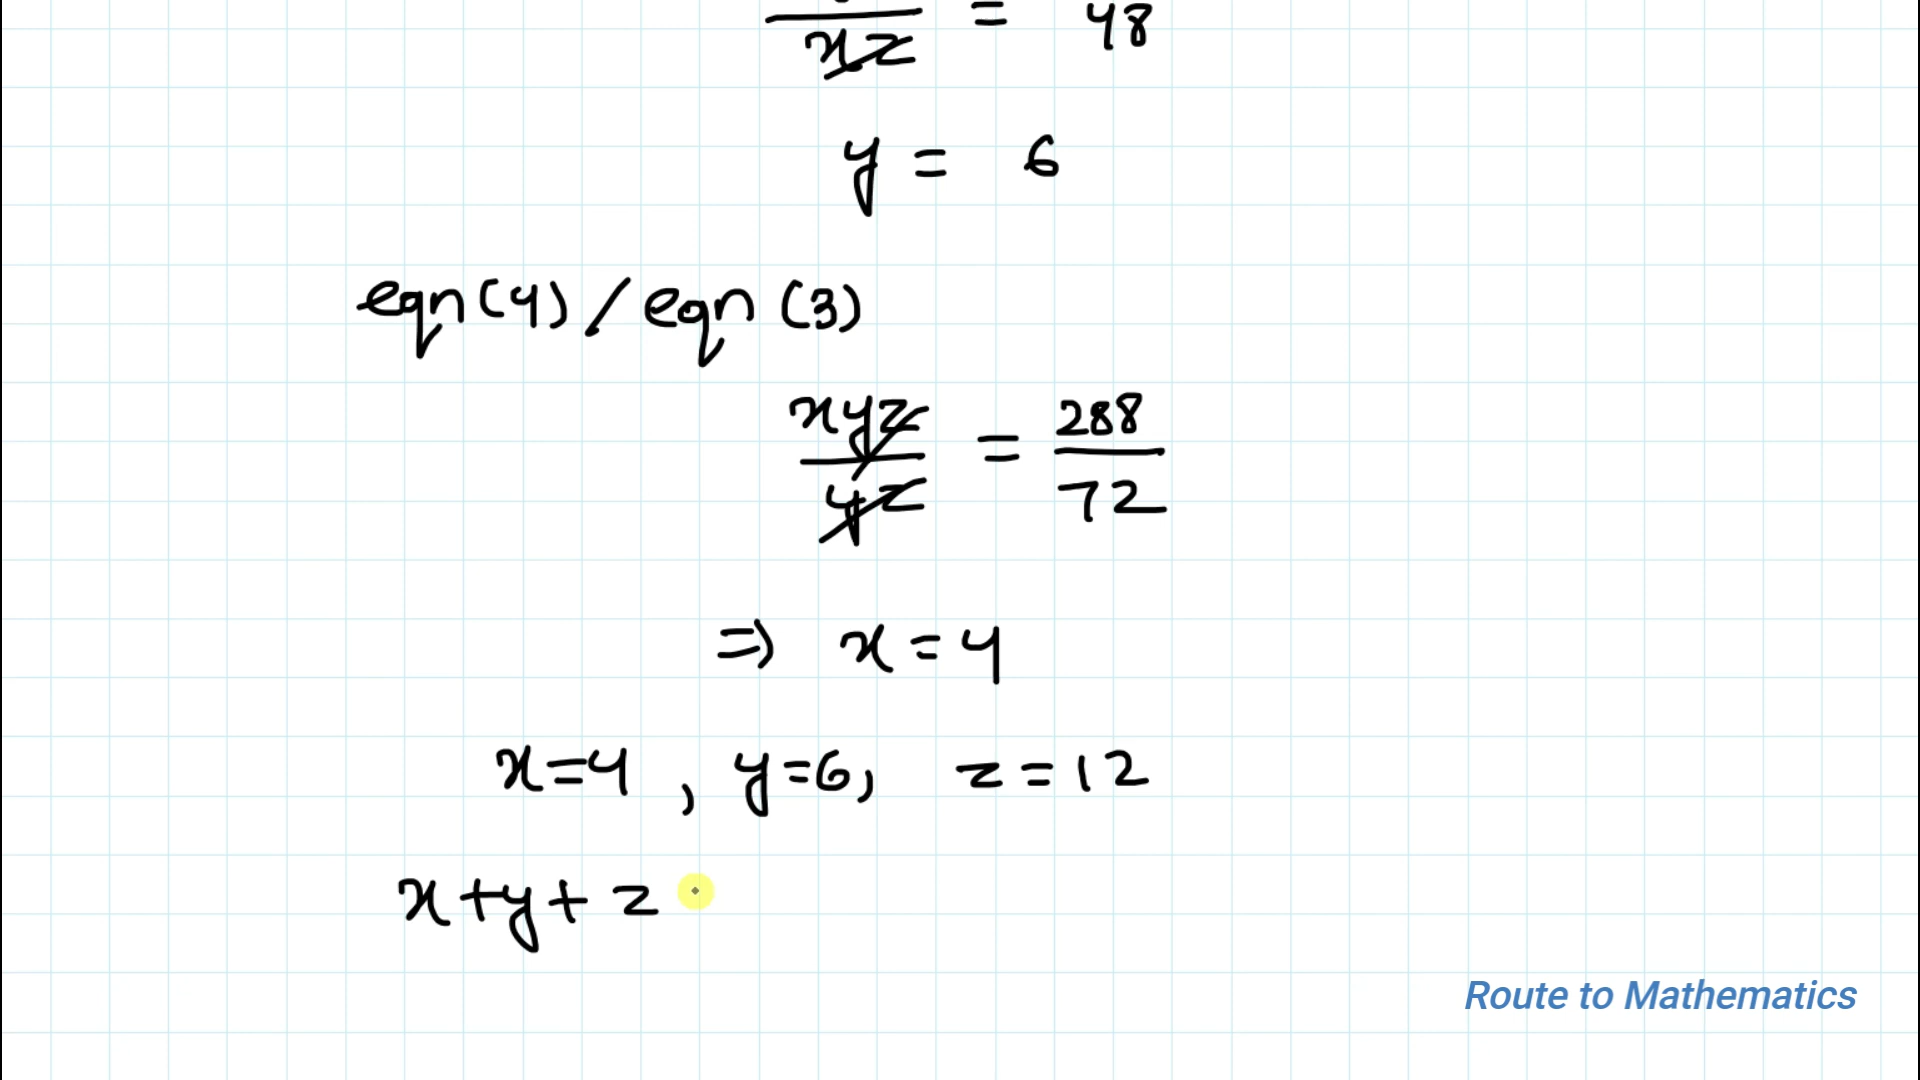 xz = 48
y = 6
eqn(4) / eqn (3)
xyz/yz = 288/72
⇒ x = 4
x=4 , y=6, z=12
x+y+z
Route to Mathematics